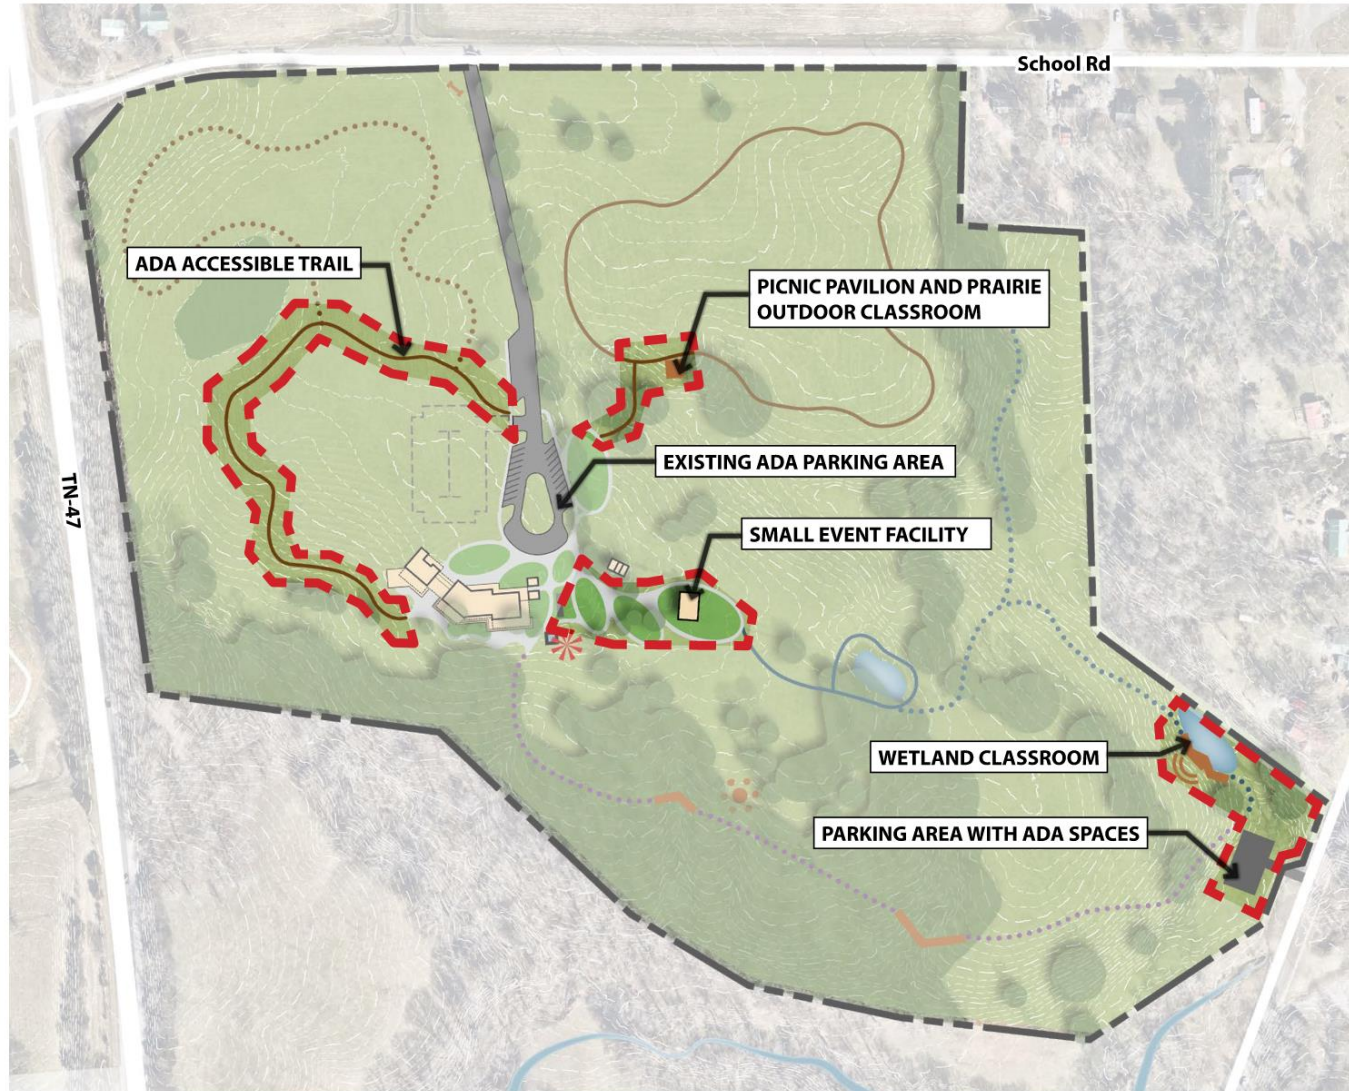 School Rd
ADA ACCESSIBLE TRAIL
PICNIC PAVILION AND PRAIRIE
OUTDOOR CLASSROOM
EXISTING ADA PARKING AREA
TN-47
SMALL EVENT FACILITY
WETLAND CLASSROOM
PARKING AREA WITH ADA SPACES